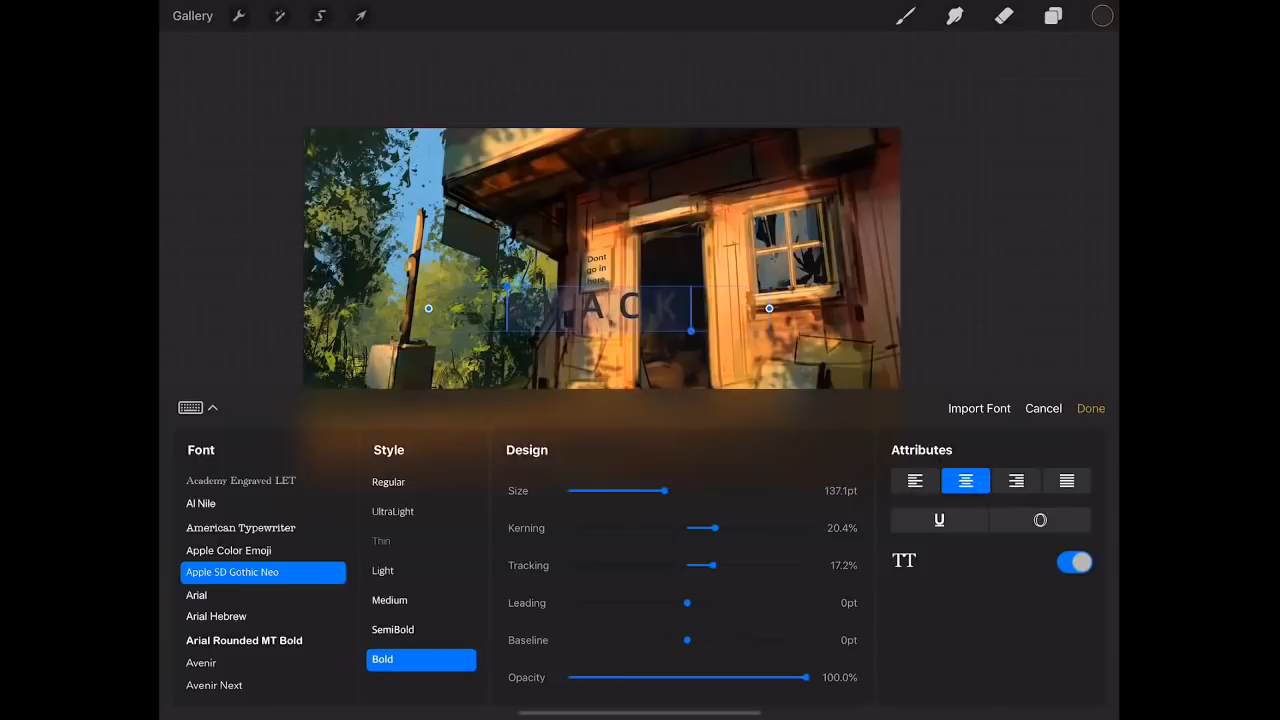 Gallery
Dont
go in
here
ACK
Import Font Cancel Done
Font Style Design Attributes
Academy Engraved LET
Al Nile
American Typewriter
Apple Color Emoji
Apple SD Gothic Neo
Arial
Arial Hebrew
Arial Rounded MT Bold
Avenir
Avenir Next
Regular
UltraLight
Thin
Light
Medium
SemiBold
Bold
Size 137.1pt
Kerning 20.4%
Tracking 17.2%
Leading 0pt
Baseline 0pt
Opacity 100.0%
U O
TT